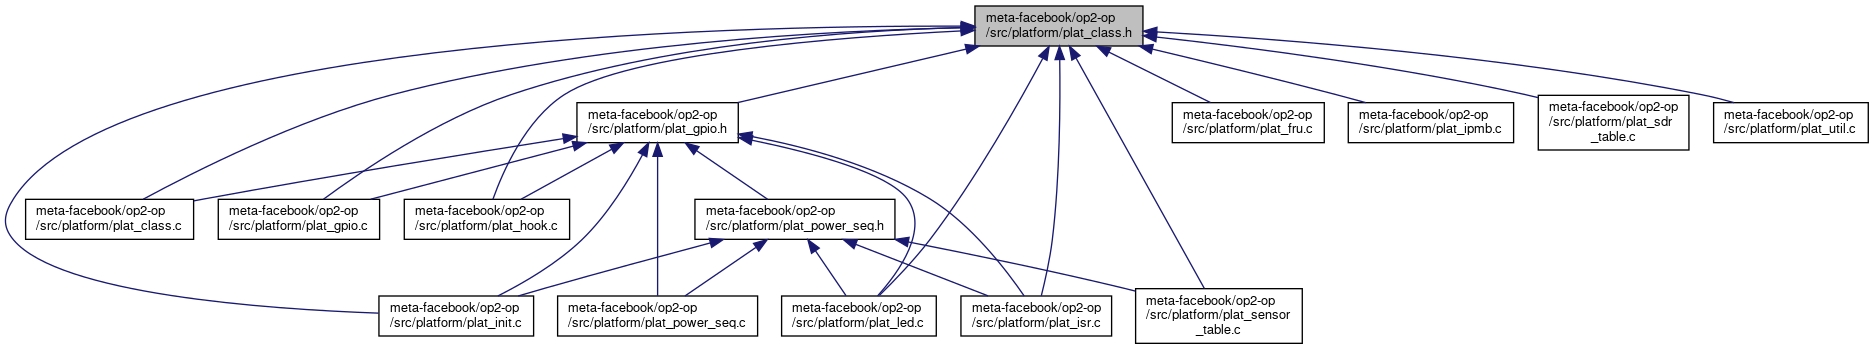 meta-facebook/op2-op
/src/platform/plat_class.h
meta-facebook/op2-op
/src/platform/plat_gpio.h
meta-facebook/op2-op
/src/platform/plat_fru.c
meta-facebook/op2-op
/src/platform/plat_ipmb.c
meta-facebook/op2-op
/src/platform/plat_sdr
_table.c
meta-facebook/op2-op
/src/platform/plat_util.c
meta-facebook/op2-op
/src/platform/plat_class.c
meta-facebook/op2-op
/src/platform/plat_gpio.c
meta-facebook/op2-op
/src/platform/plat_hook.c
meta-facebook/op2-op
/src/platform/plat_power_seq.h
meta-facebook/op2-op
/src/platform/plat_init.c
meta-facebook/op2-op
/src/platform/plat_power_seq.c
meta-facebook/op2-op
/src/platform/plat_led.c
meta-facebook/op2-op
/src/platform/plat_isr.c
meta-facebook/op2-op
/src/platform/plat_sensor
_table.c